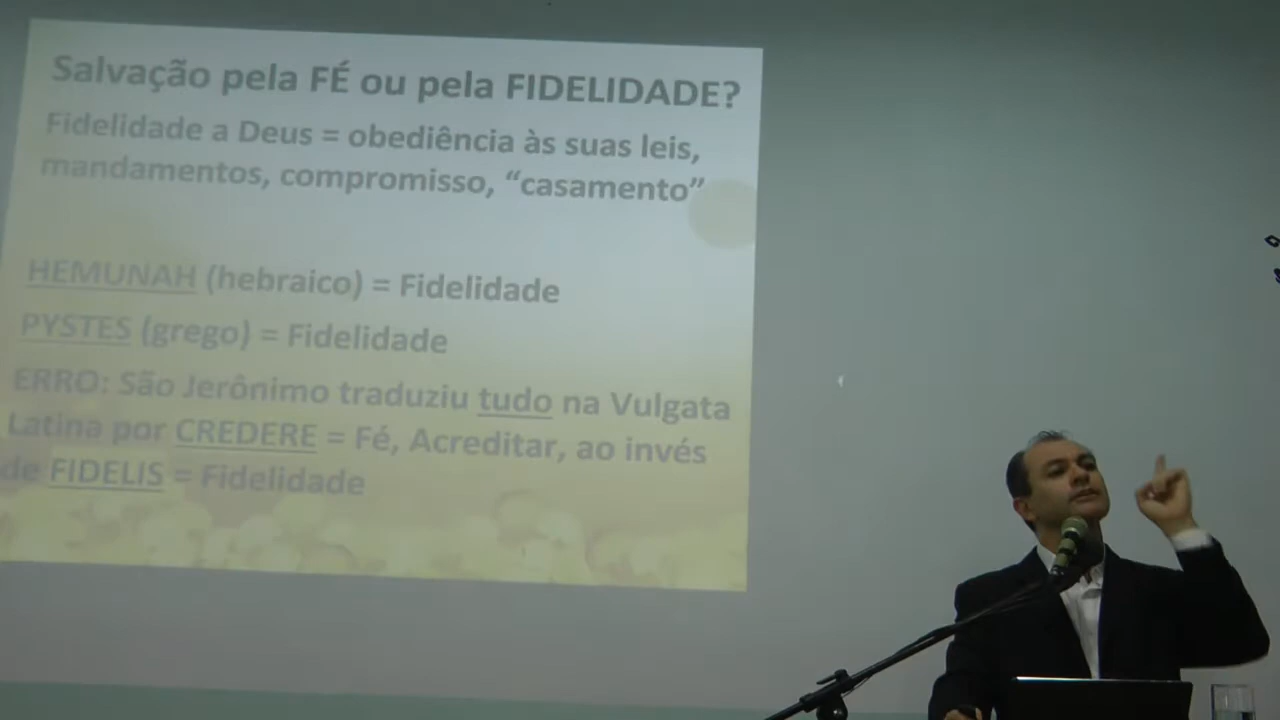 Salvação pela FÉ ou pela FIDELIDADE?
Fidelidade a Deus = obediência às suas leis,
mandamentos, compromisso, “casamento”
HEMUNAH (hebraico) = Fidelidade
PYSTES (grego) = Fidelidade
ERRO: São Jerônimo traduziu tudo na Vulgata
Latina por CREDERE = Fé, Acreditar, ao invés
de FIDELIS = Fidelidade